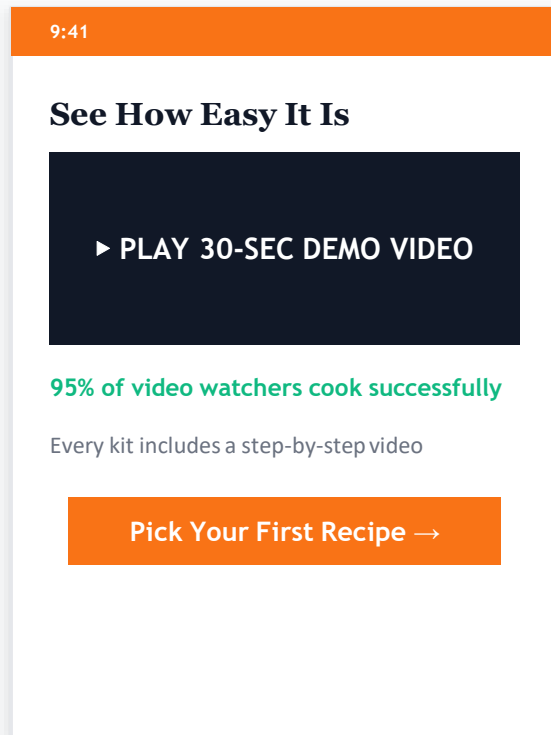 9:41
See How Easy It Is
▶ PLAY 30-SEC DEMO VIDEO
95% of video watchers cook successfully
Every kit includes a step-by-step video
Pick Your First Recipe →